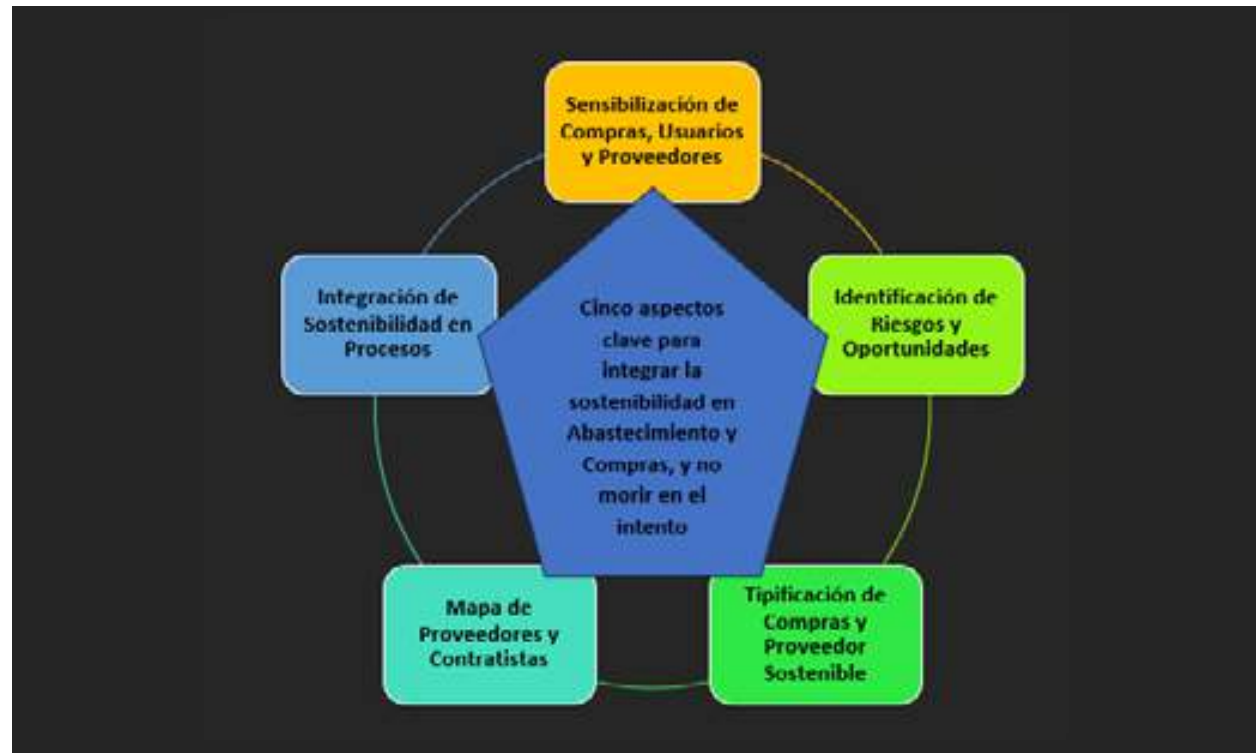 Sensibilización de
Compras, Usuarios
y Proveedores
Integración de
Sostenibilidad en
Procesos
Cinco aspectos
clave para
integrar la
sostenibilidad en
Abastecimiento y
Compras, y no
morir en el
intento
Identificación de
Riesgos y
Oportunidades
Mapa de
Proveedores y
Contratistas
Tipificación de
Compras y
Proveedor
Sostenible